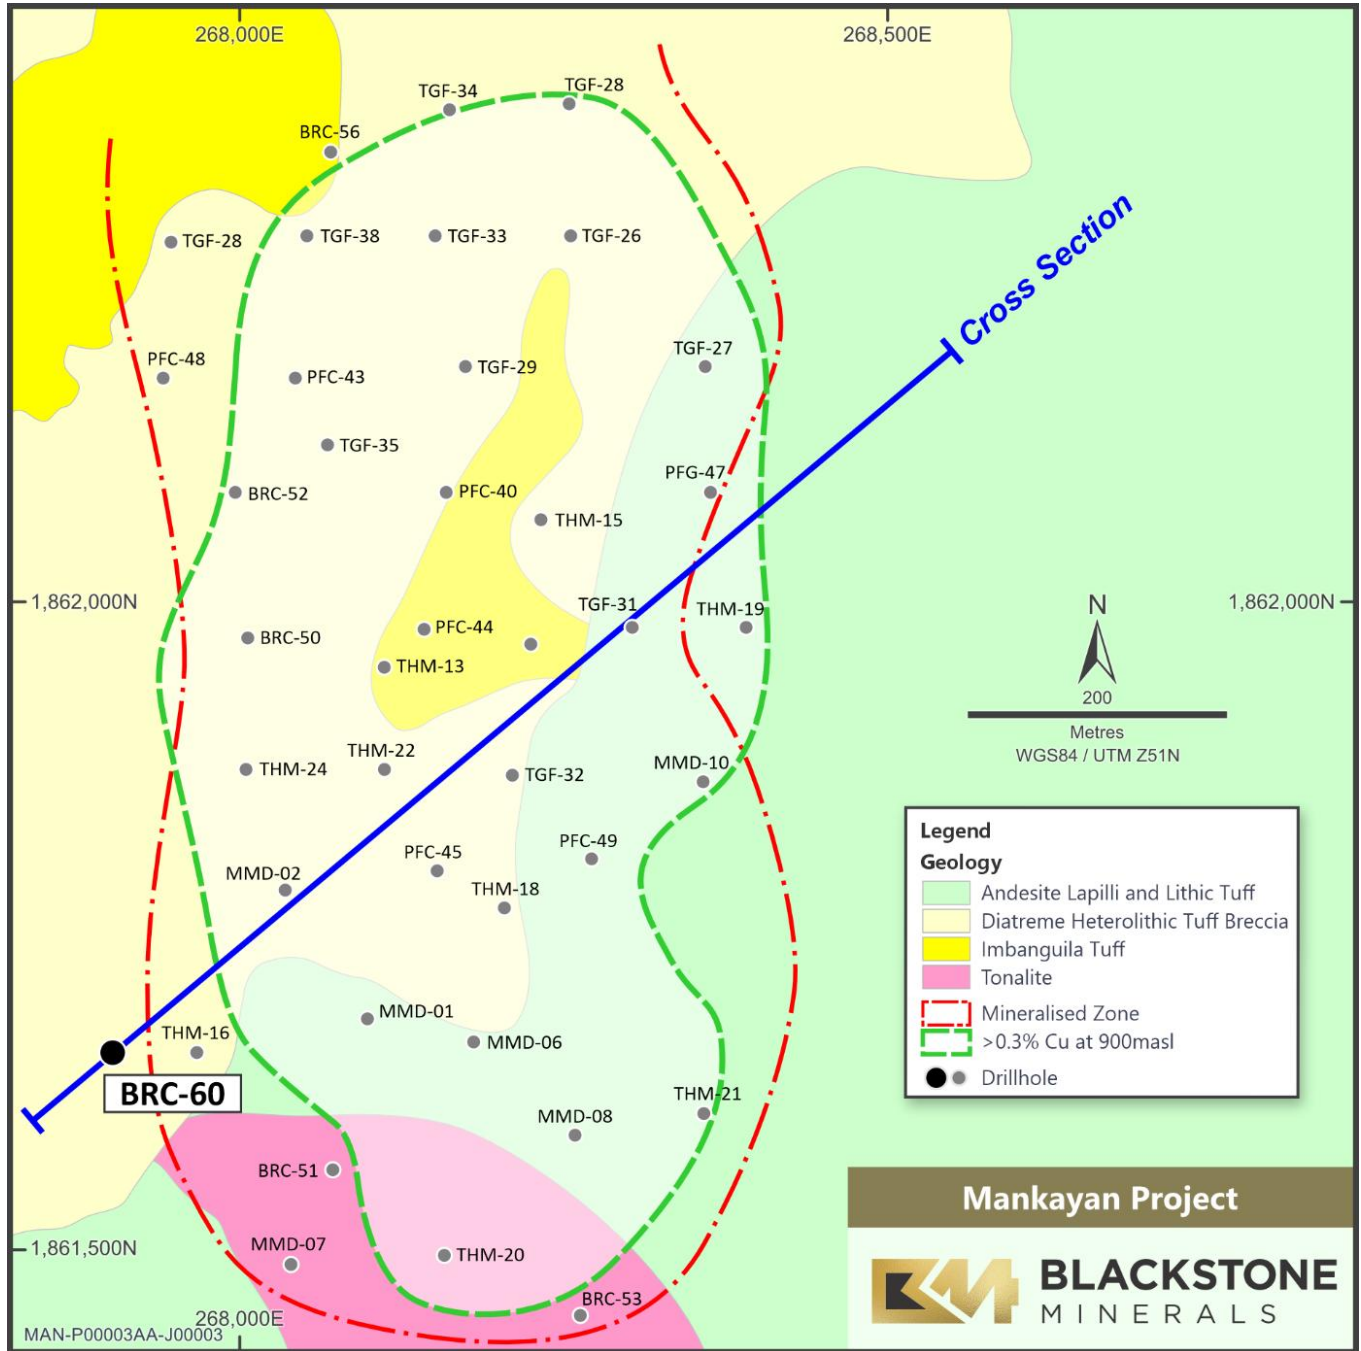 268,000E
268,500E
TGF-34
TGF-28
BRC-56
TGF-28
TGF-38
TGF-33
TGF-26
Cross Section
PFC-48
PFC-43
TGF-29
TGF-27
TGF-35
BRC-52
PFC-40
THM-15
PFG-47
1,862,000N
1,862,000N
TGF-31
THM-19
N
BRC-50
PFC-44
THM-13
200
Metres
WGS84 / UTM Z51N
THM-24
THM-22
TGF-32
MMD-10
PFC-45
PFC-49
MMD-02
THM-18
Legend
Geology
Andesite Lapilli and Lithic Tuff
Diatreme Heterolithic Tuff Breccia
Imbanguila Tuff
Tonalite
Mineralised Zone
>0.3% Cu at 900masl
Drillhole
MMD-01
THM-16
MMD-06
BRC-60
THM-21
MMD-08
BRC-51
Mankayan Project
MMD-07
THM-20
1,861,500N
BRC-53
BLACKSTONE
MINERALS
268,000E
MAN-P00003AA-J00003